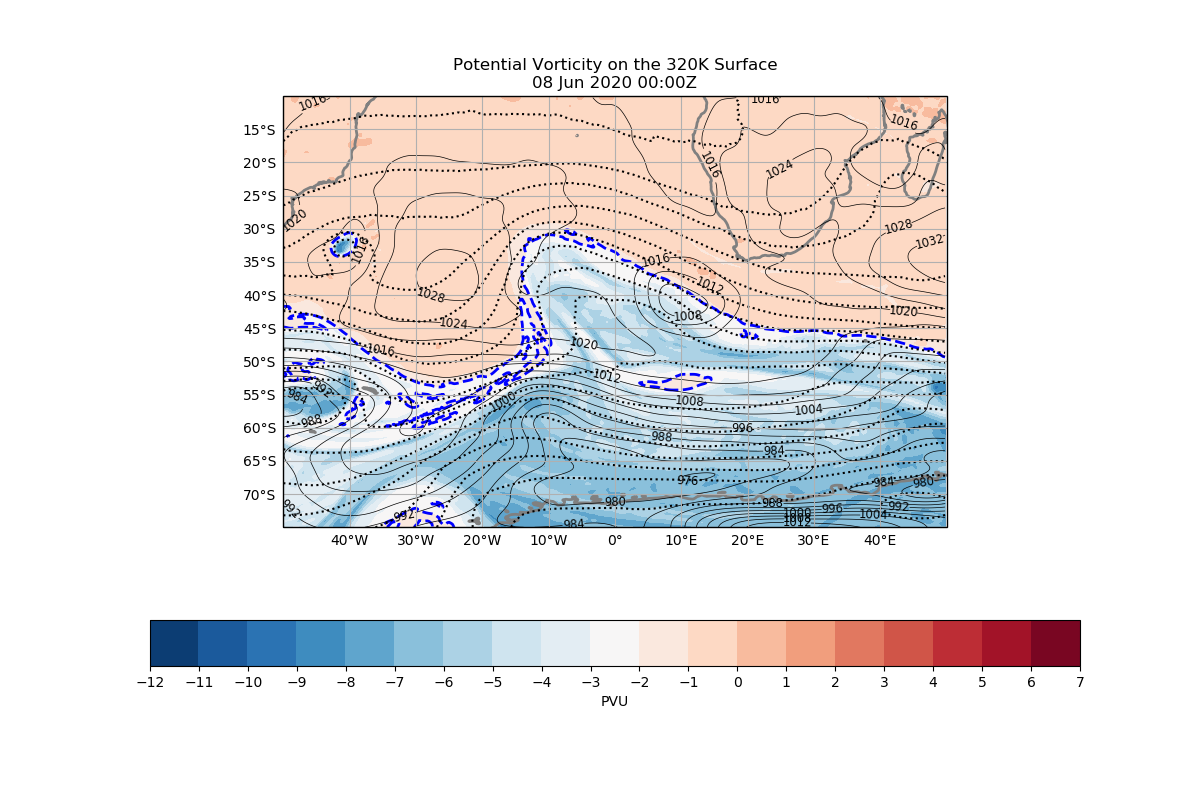 Potential Vorticity on the 320K Surface
08 Jun 2020 00:00Z
1016 1016
15°S 1016
20°S 1016 1024
25°S
1020 1028
30°S 1016 1032
35°S 1016
1028 1012
40°S 1008 1020
1024
45°S 1020
1016
50°S 1012
992
55°S 984 1000 1008 1004
988 996
60°S 988
984
65°S
976 984 980
70°S 980 988 996 992
992 992 1000 1004
984 1008
1012
40°W 30°W 20°W 10°W 0° 10°E 20°E 30°E 40°E
−12 −11 −10 −9 −8 −7 −6 −5 −4 −3 −2 −1 0 1 2 3 4 5 6 7
PVU